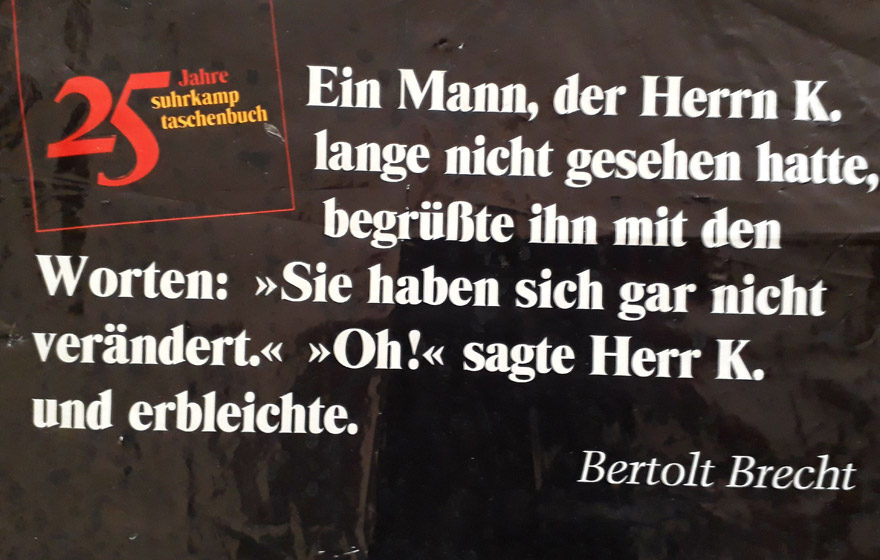 25 Jahre
suhrkamp
taschenbuch
Ein Mann, der Herrn K.
lange nicht gesehen hatte,
begrüßte ihn mit den
Worten: »Sie haben sich gar nicht
verändert.« »Oh!« sagte Herr K.
und erbleichte.
Bertolt Brecht